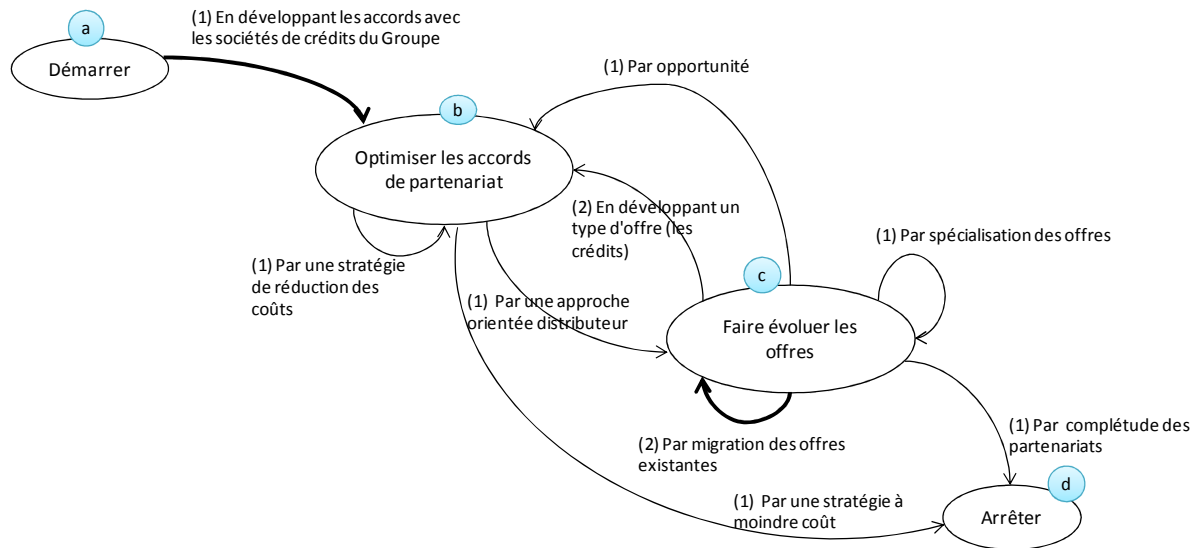 a
Démarrer
(1) En développant les accords avec
les sociétés de crédits du Groupe
(1) Par opportunité
b
Optimiser les accords
de partenariat
(2) En développant un
type d'offre (les
crédits)
(1) Par spécialisation des offres
(1) Par une stratégie
de réduction des
coûts
c
(1) Par une approche
orientée distributeur
Faire évoluer les
offres
(1) Par complétude des
partenariats
(2) Par migration des offres
existantes
d
(1) Par une stratégie à
moindre coût
Arrêter